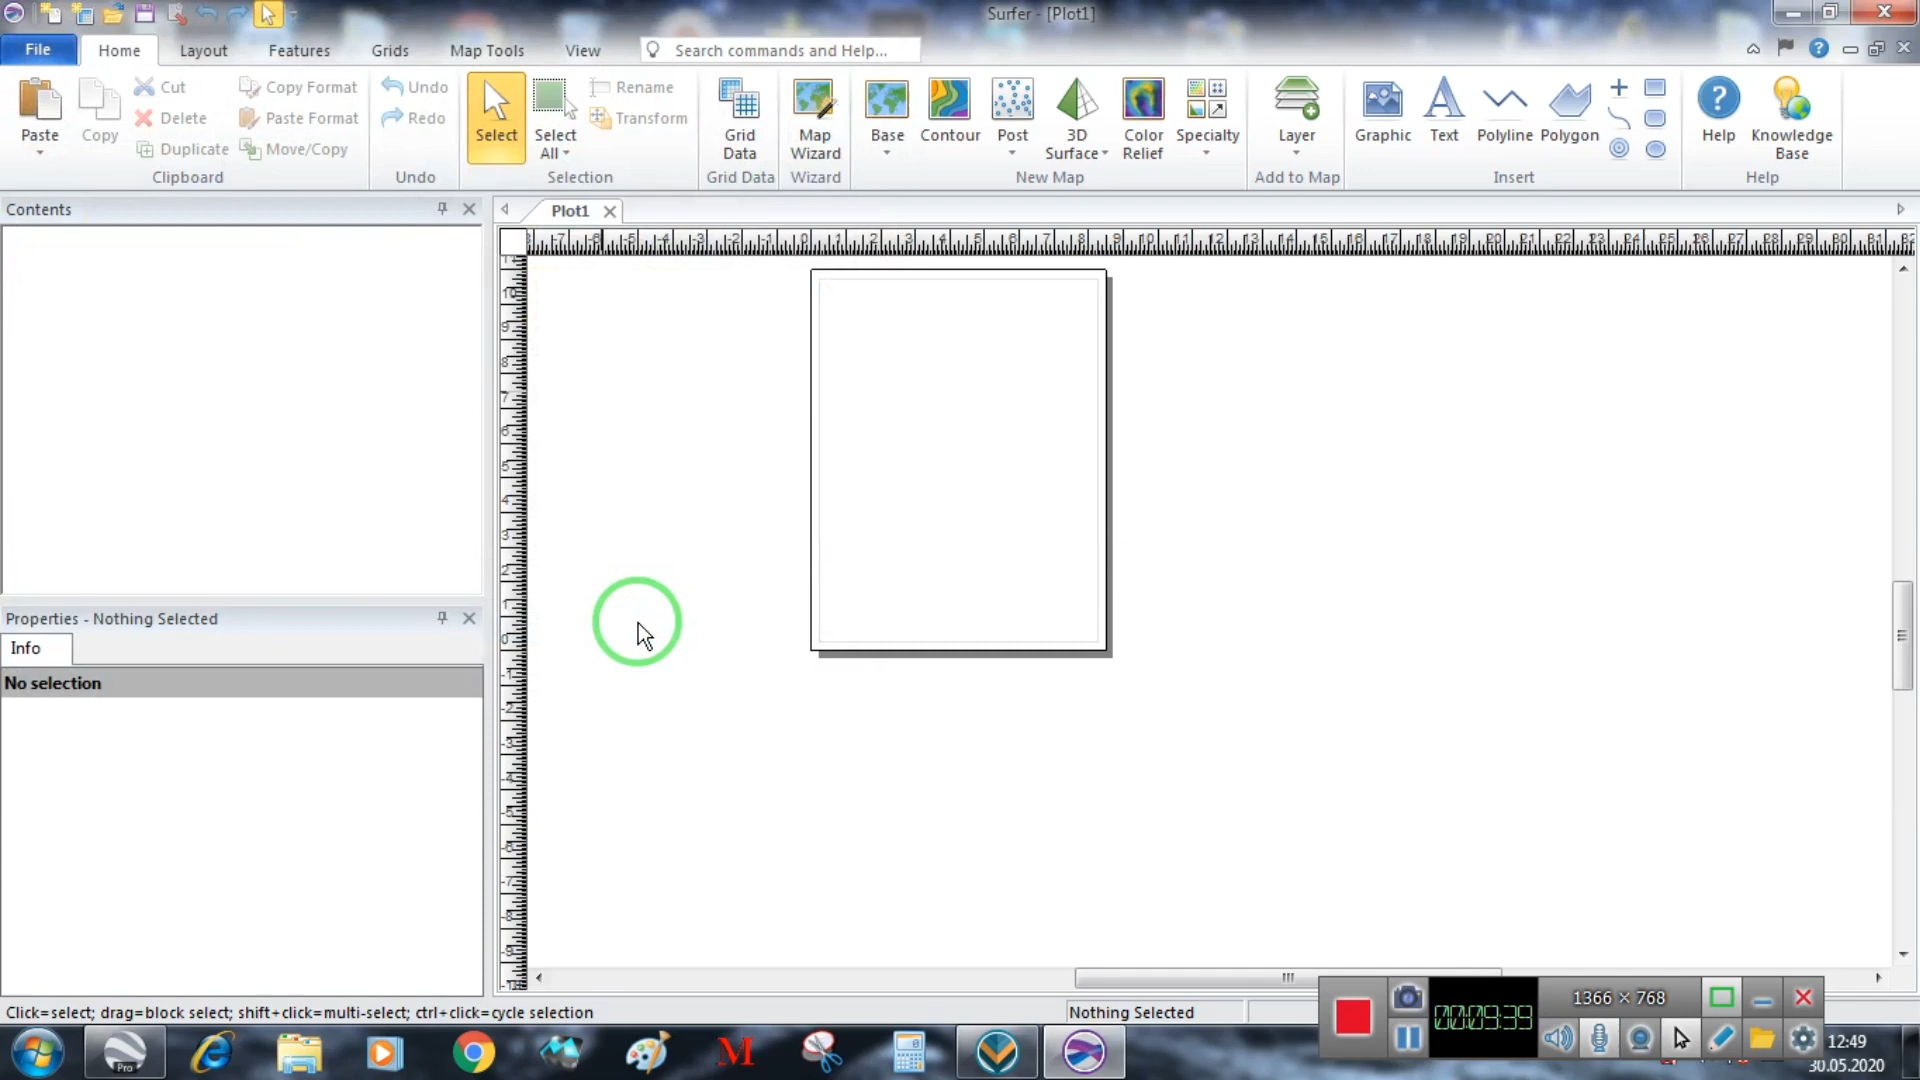 Surfer - [Plot1]
File Home Layout Features Grids Map Tools View Search commands and Help...
Paste Copy Cut Delete Duplicate Copy Format Paste Format Move/Copy
Clipboard
Undo Redo
Undo
Select Select All Rename Transform
Selection
Grid Data
Grid Data
Map Wizard
Wizard
Base Contour Post 3D Surface Color Relief Specialty
New Map
Layer
Add to Map
Graphic Text Polyline Polygon
Insert
Help Knowledge Base
Help
Contents
Plot1
Properties - Nothing Selected
Info
No selection
Click=select; drag=block select; shift+click=multi-select; ctrl+click=cycle selection
Nothing Selected
00:09:39
1366 × 768
Pro
M
12:49
30.05.2020